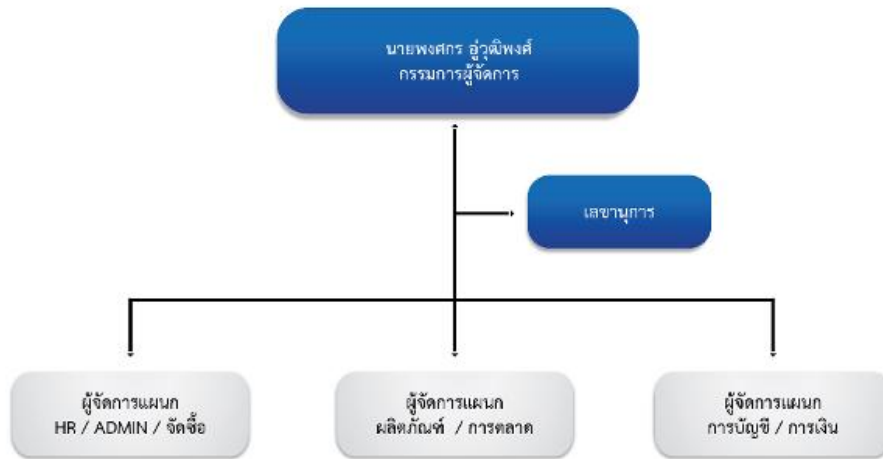 นายพงศกร อู่วุฒิพงศ์
กรรมการผู้จัดการ
เลขานุการ
ผู้จัดการแผนก
HR / ADMIN / จัดซื้อ
ผู้จัดการแผนก
ผลิตภัณฑ์ / การตลาด
ผู้จัดการแผนก
การบัญชี / การเงิน